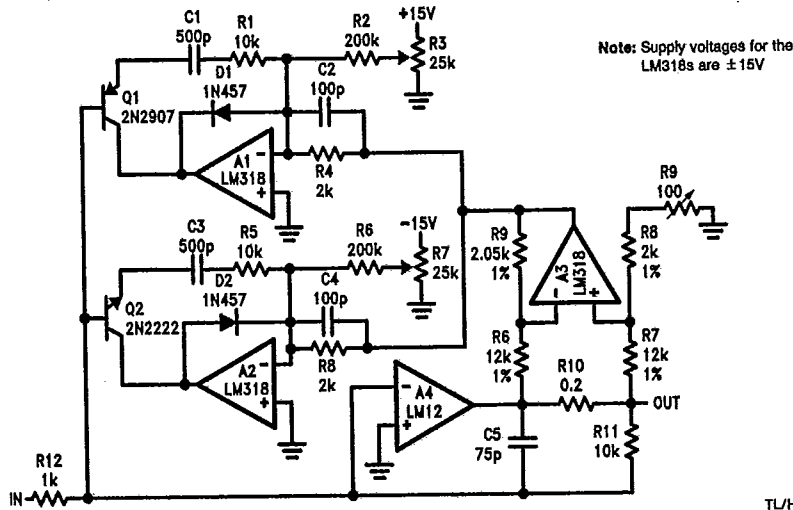 C1
500p
R1
10k
R2
200k
+15V
R3
25k
Note: Supply voltages for the
LM318s are ±15V
D1
1N457
C2
100p
Q1
2N2907
A1
LM318
−
+
R4
2k
C3
500p
R5
10k
R6
200k
−15V
R7
25k
D2
1N457
C4
100p
Q2
2N2222
A2
LM318
−
+
R8
2k
R9
2.05k
1%
A3
LM318
−
+
R8
2k
1%
R9
100
R6
12k
1%
R7
12k
1%
A4
LM12
−
+
R10
0.2
OUT
C5
75p
R11
10k
R12
1k
IN
TL/H